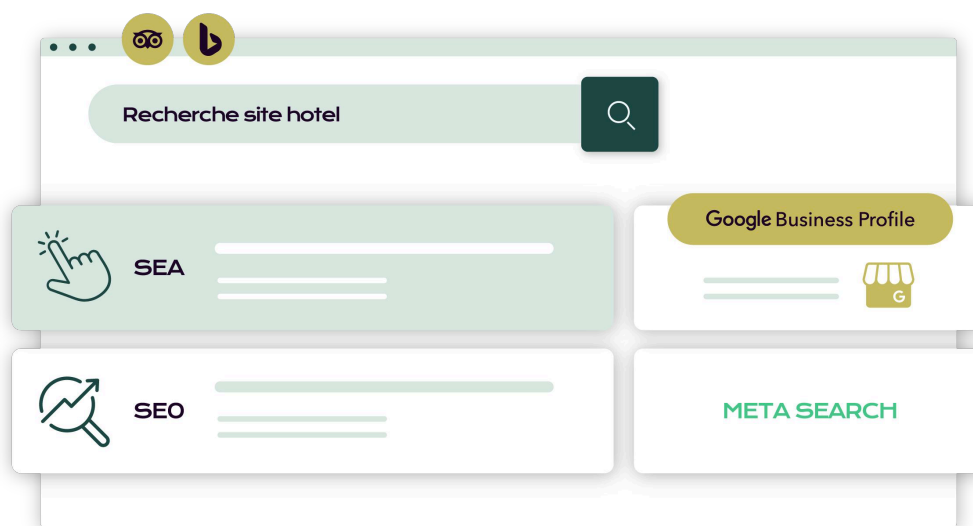 Recherche site hotel
Google Business Profile
SEA
G
SEO
META SEARCH